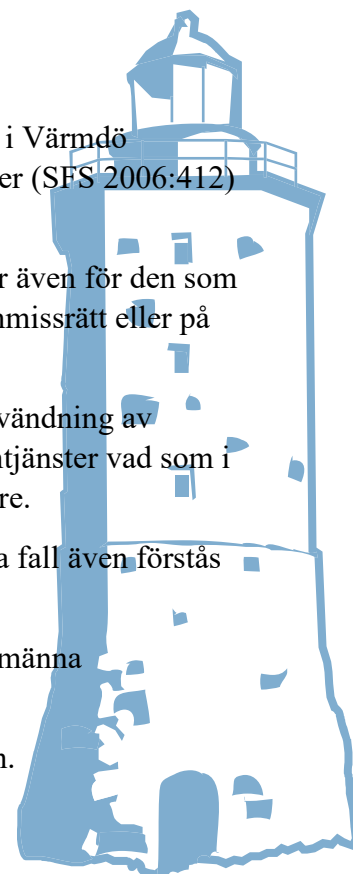 i Värmdö
er (SFS 2006:412)
r även för den som
missrätt eller på
vändning av
tjänster vad som i
re.
a fall även förstås
männa
n.